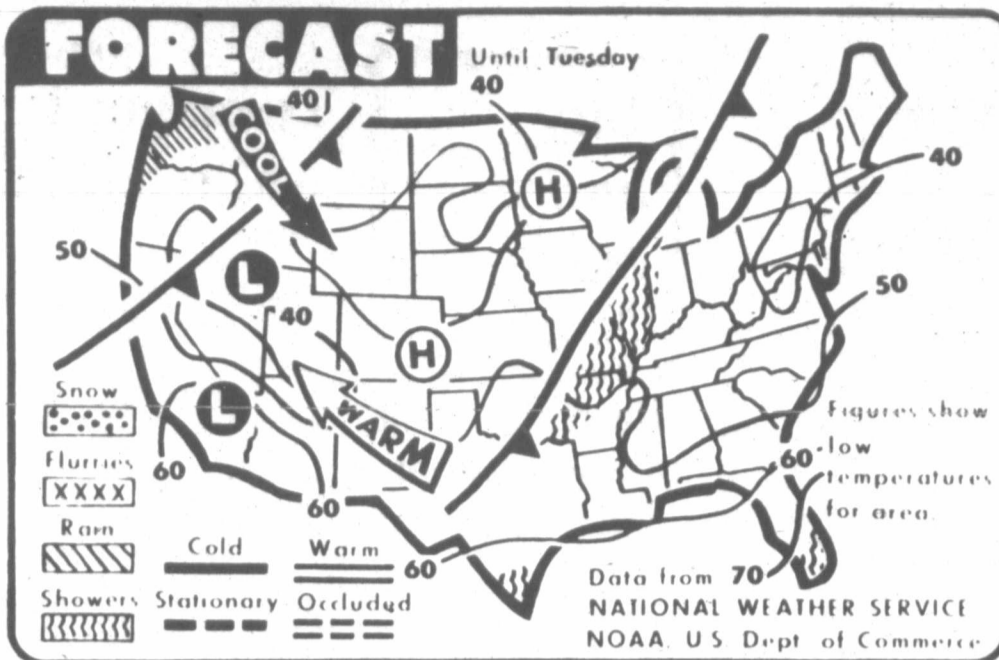 FORECAST
Until Tuesday
40
40
COOL
H
40
50
L
50
40
H
Snow
L
WARM
Figures show
60
60
low
Flurries
temperatures
XXXX
60
for area.
Rain
Cold
Warm
60
Data from 70
Showers
Stationary
Occluded
NATIONAL WEATHER SERVICE
NOAA, U S Dept of Commerce